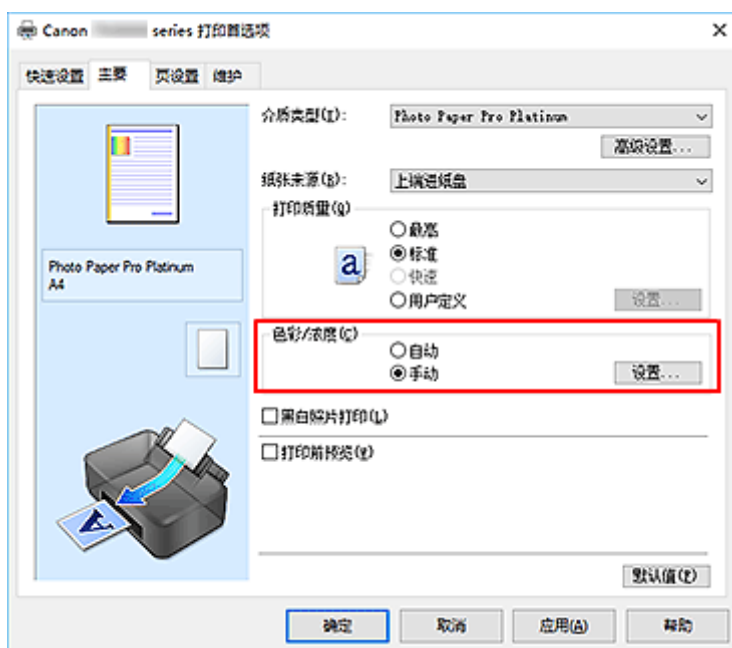 Canon series 打印首选项
快速设置 主要 页设置 维护
介质类型(I): Photo Paper Pro Platinum
高级设置...
纸张来源(B): 上端进纸盘
打印质量(Q)
最高
标准
快速
用户定义 设置...
Photo Paper Pro Platinum
A4
色彩/浓度(C)
自动
手动 设置...
黑白照片打印(L)
打印前预览(V)
默认值(F)
确定 取消 应用(A) 帮助